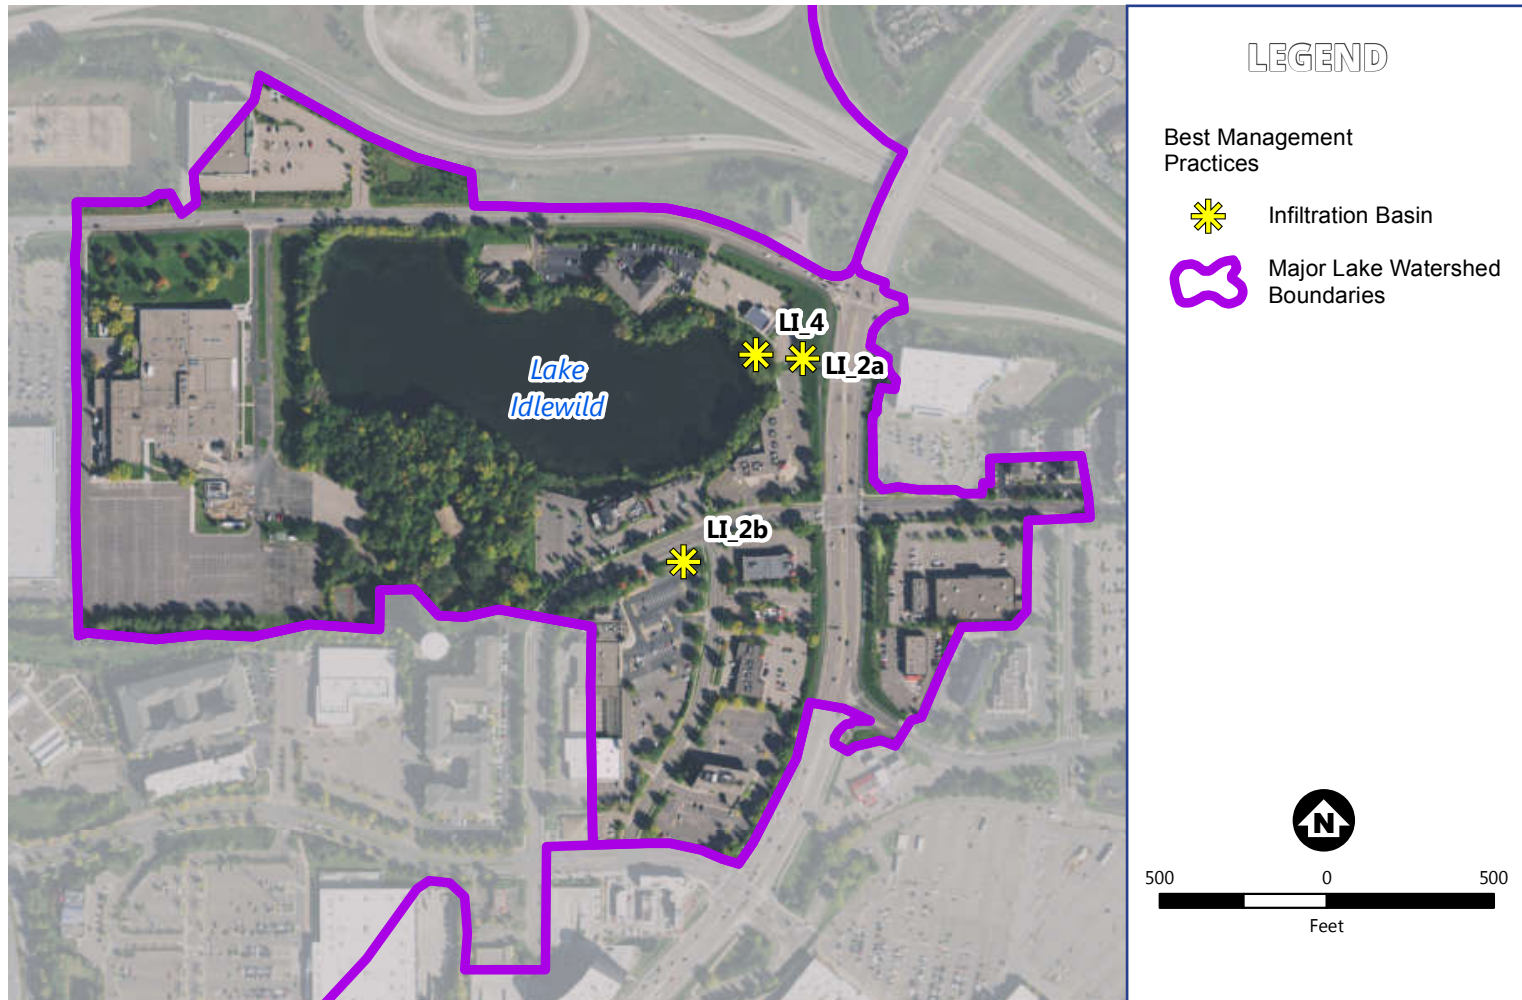 LEGEND
Best Management
Practices
Infiltration Basin
Major Lake Watershed
Boundaries
LI_4
LI_2a
Lake
Idlewild
LI_2b
N
500 0 500
Feet